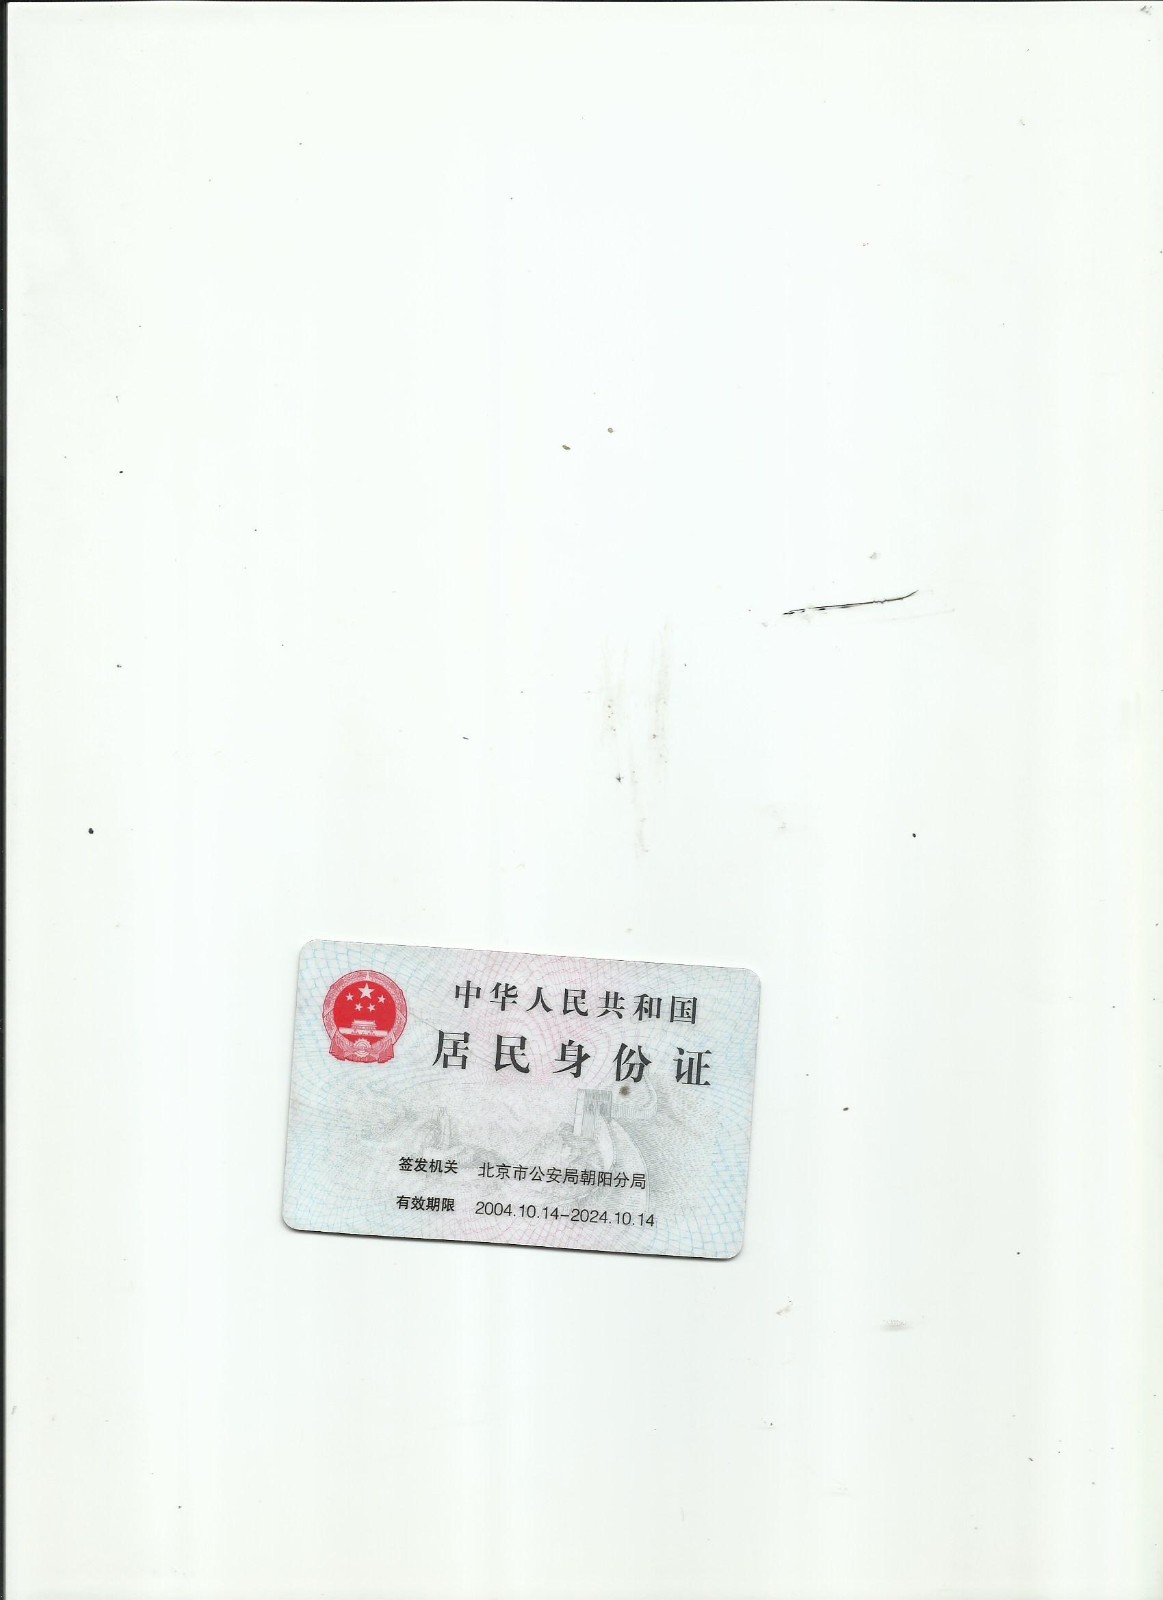 中华人民共和国
居民身份证
签发机关 北京市公安局朝阳分局
有效期限 2004.10.14-2024.10.14